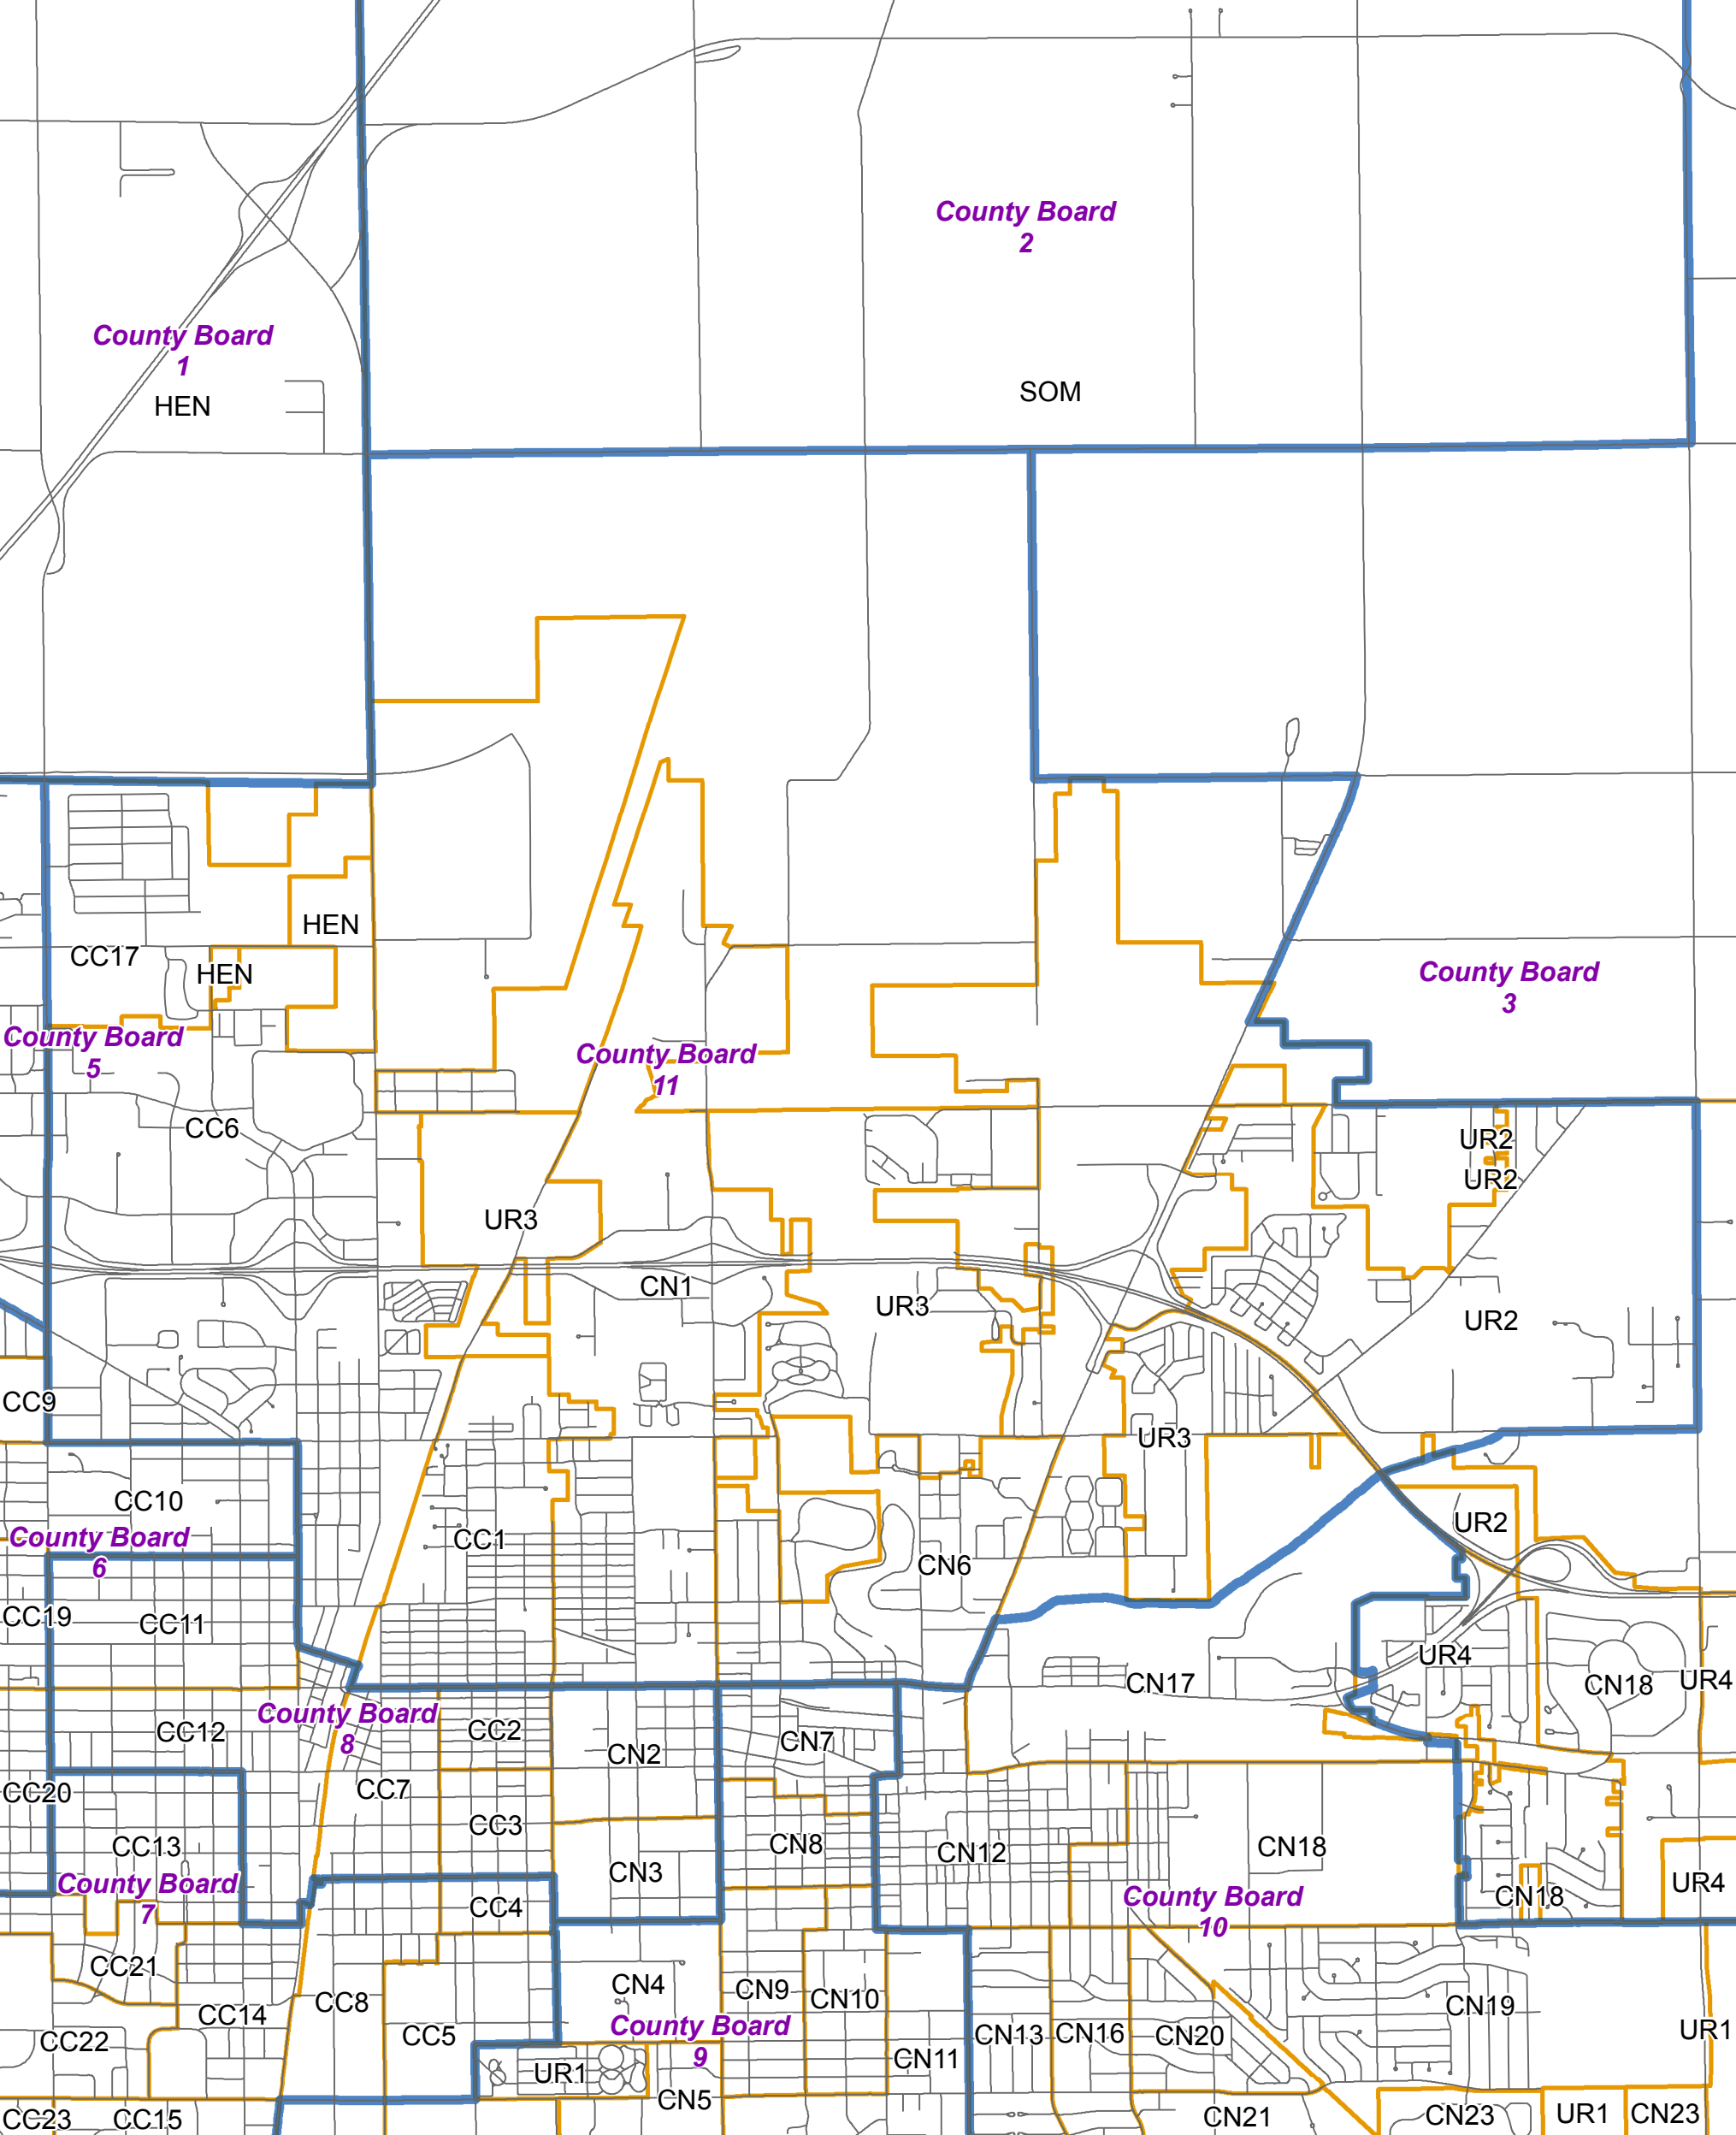 County Board
2
County Board
1
SOM
HEN
HEN
CC17
HEN
County Board
3
County Board
5
County Board
11
CC6
UR2
UR2
UR3
CN1
UR3
UR2
CC9
UR3
CC10
UR2
County Board
6
CC1
CN6
CC19
CC11
UR4
CN17
CN18
UR4
County Board
8
CC12
CC2
CN7
CN2
CC20
CC7
CC3
CC13
CN8
CN12
CN18
CN3
County Board
7
UR4
CN18
County Board
10
CC4
CC21
CN4
CN9
CN10
CC8
CC14
CN19
County Board
9
CC22
CC5
CN13
CN16
CN20
UR1
CN11
UR1
CN5
CC23
CC15
CN21
CN23
UR1
CN23